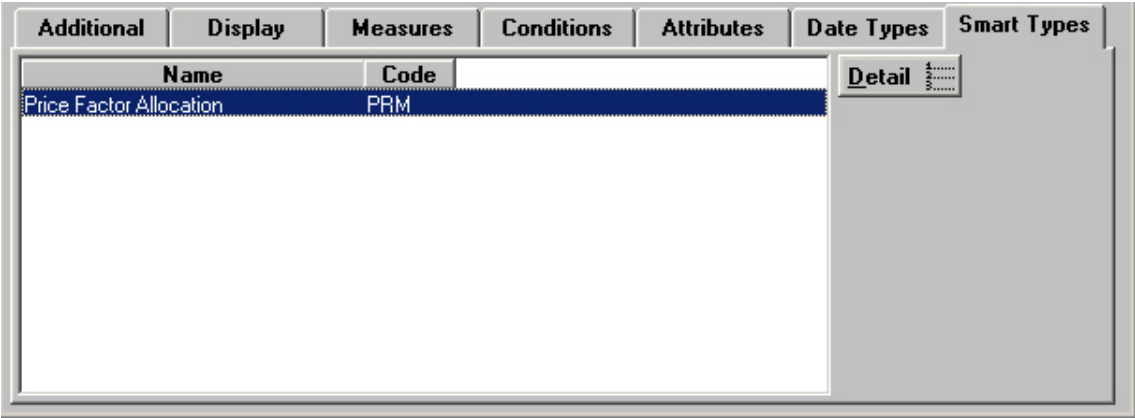 Additional Display Measures Conditions Attributes Date Types Smart Types
Name Code
Detail
Price Factor Allocation PRM